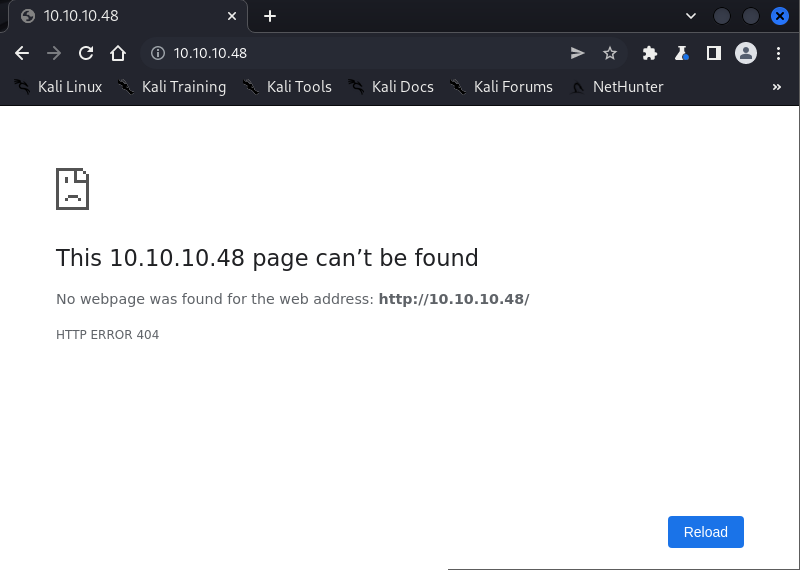 10.10.10.48
10.10.10.48
Kali Linux Kali Training Kali Tools Kali Docs Kali Forums NetHunter »
This 10.10.10.48 page can’t be found
No webpage was found for the web address: http://10.10.10.48/
HTTP ERROR 404
Reload